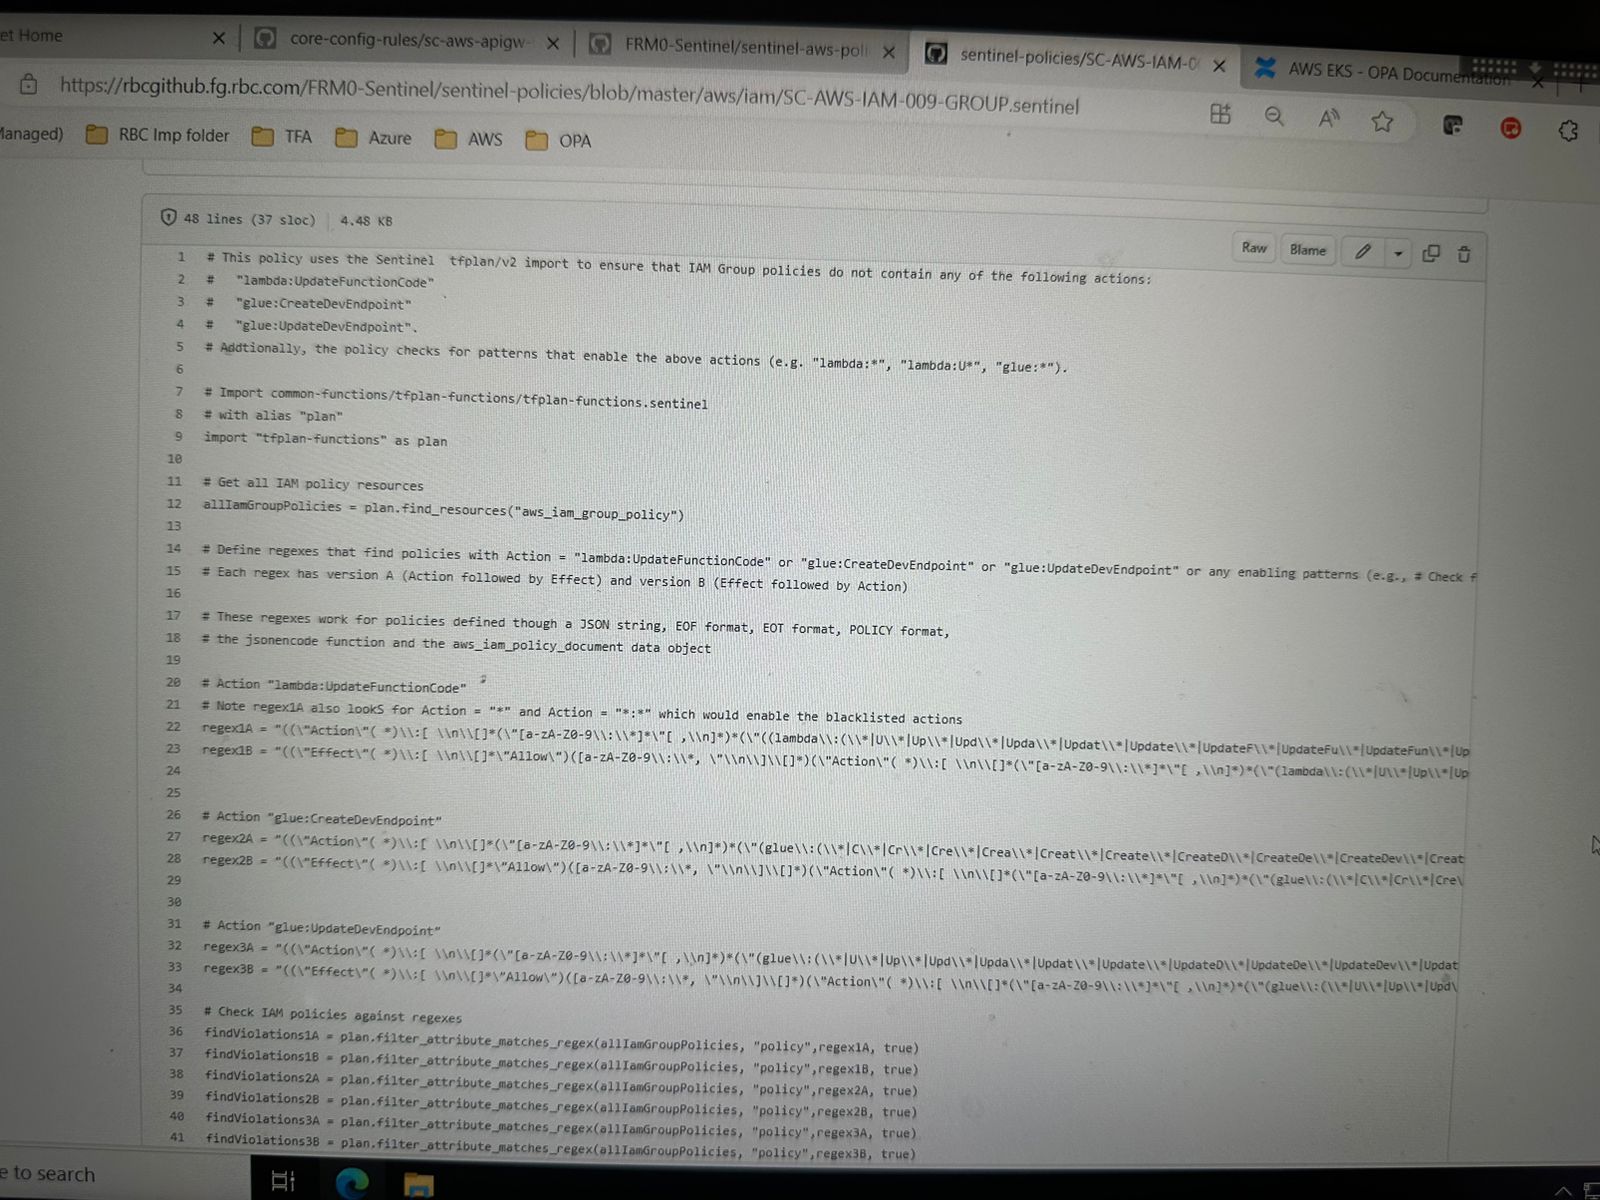 et Home
core-config-rules/sc-aws-apigw-
FRM0-Sentinel/sentinel-aws-poli
sentinel-policies/SC-AWS-IAM-0
AWS EKS - OPA Documentation
https://rbcgithub.fg.rbc.com/FRM0-Sentinel/sentinel-policies/blob/master/aws/iam/SC-AWS-IAM-009-GROUP.sentinel
Managed)
RBC Imp folder
TFA
Azure
AWS
OPA
48 lines (37 sloc) 4.48 KB
Raw
Blame
1 # This policy uses the Sentinel  tfplan/v2 import to ensure that IAM Group policies do not contain any of the following actions:
2 #   "lambda:UpdateFunctionCode"
3 #   "glue:CreateDevEndpoint"
4 #   "glue:UpdateDevEndpoint".
5 # Addtionally, the policy checks for patterns that enable the above actions (e.g. "lambda:*", "lambda:U*", "glue:*").
6
7 # Import common-functions/tfplan-functions/tfplan-functions.sentinel
8 # with alias "plan"
9 import "tfplan-functions" as plan
10
11 # Get all IAM policy resources
12 allIamGroupPolicies = plan.find_resources("aws_iam_group_policy")
13
14 # Define regexes that find policies with Action = "lambda:UpdateFunctionCode" or "glue:CreateDevEndpoint" or "glue:UpdateDevEndpoint" or any enabling patterns (e.g., # Check f
15 # Each regex has version A (Action followed by Effect) and version B (Effect followed by Action)
16
17 # These regexes work for policies defined though a JSON string, EOF format, EOT format, POLICY format,
18 # the jsonencode function and the aws_iam_policy_document data object
19
20 # Action "lambda:UpdateFunctionCode"
21 # Note regex1A also lookS for Action = "*" and Action = "*:*" which would enable the blacklisted actions
22 regex1A = "((\"Action\"( *)\\:[ \\n\\[]*(\"[a-zA-Z0-9\\:\\*]*\"[ ,\\n]*)*(\"((lambda\\:(\\*|U\\*|Up\\*|Upd\\*|Upda\\*|Updat\\*|Update\\*|UpdateF\\*|UpdateFu\\*|UpdateFun\\*|Up
23 regex1B = "((\"Effect\"( *)\\:[ \\n\\[]*\"Allow\")([a-zA-Z0-9\\:\\*, \"\\n\\]\\[]*)(\"Action\"( *)\\:[ \\n\\[]*(\"[a-zA-Z0-9\\:\\*]*\"[ ,\\n]*)*(\"(lambda\\:(\\*|U\\*|Up\\*|Up
24
25
26 # Action "glue:CreateDevEndpoint"
27 regex2A = "((\"Action\"( *)\\:[ \\n\\[]*(\"[a-zA-Z0-9\\:\\*]*\"[ ,\\n]*)*(\"(glue\\:(\\*|C\\*|Cr\\*|Cre\\*|Crea\\*|Creat\\*|Create\\*|CreateD\\*|CreateDe\\*|CreateDev\\*|Creat
28 regex2B = "((\"Effect\"( *)\\:[ \\n\\[]*\"Allow\")([a-zA-Z0-9\\:\\*, \"\\n\\]\\[]*)(\"Action\"( *)\\:[ \\n\\[]*(\"[a-zA-Z0-9\\:\\*]*\"[ ,\\n]*)*(\"(glue\\:(\\*|C\\*|Cr\\*|Cre\
29
30
31 # Action "glue:UpdateDevEndpoint"
32 regex3A = "((\"Action\"( *)\\:[ \\n\\[]*(\"[a-zA-Z0-9\\:\\*]*\"[ ,\\n]*)*(\"(glue\\:(\\*|U\\*|Up\\*|Upd\\*|Upda\\*|Updat\\*|Update\\*|UpdateD\\*|UpdateDe\\*|UpdateDev\\*|Updat
33 regex3B = "((\"Effect\"( *)\\:[ \\n\\[]*\"Allow\")([a-zA-Z0-9\\:\\*, \"\\n\\]\\[]*)(\"Action\"( *)\\:[ \\n\\[]*(\"[a-zA-Z0-9\\:\\*]*\"[ ,\\n]*)*(\"(glue\\:(\\*|U\\*|Up\\*|Upd\
34
35 # Check IAM policies against regexes
36 findViolations1A = plan.filter_attribute_matches_regex(allIamGroupPolicies, "policy",regex1A, true)
37 findViolations1B = plan.filter_attribute_matches_regex(allIamGroupPolicies, "policy",regex1B, true)
38 findViolations2A = plan.filter_attribute_matches_regex(allIamGroupPolicies, "policy",regex2A, true)
39 findViolations2B = plan.filter_attribute_matches_regex(allIamGroupPolicies, "policy",regex2B, true)
40 findViolations3A = plan.filter_attribute_matches_regex(allIamGroupPolicies, "policy",regex3A, true)
41 findViolations3B = plan.filter_attribute_matches_regex(allIamGroupPolicies, "policy",regex3B, true)
e to search